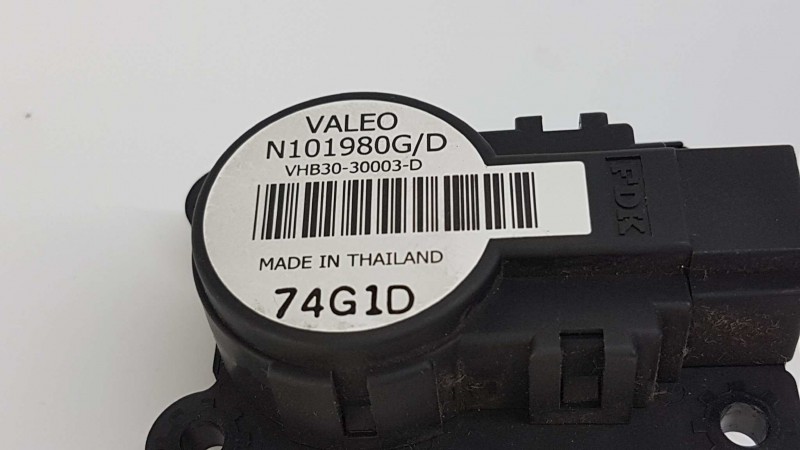 VALEO
N101980G/D
VHB30-30003-D
MADE IN THAILAND
74G1D
FDK